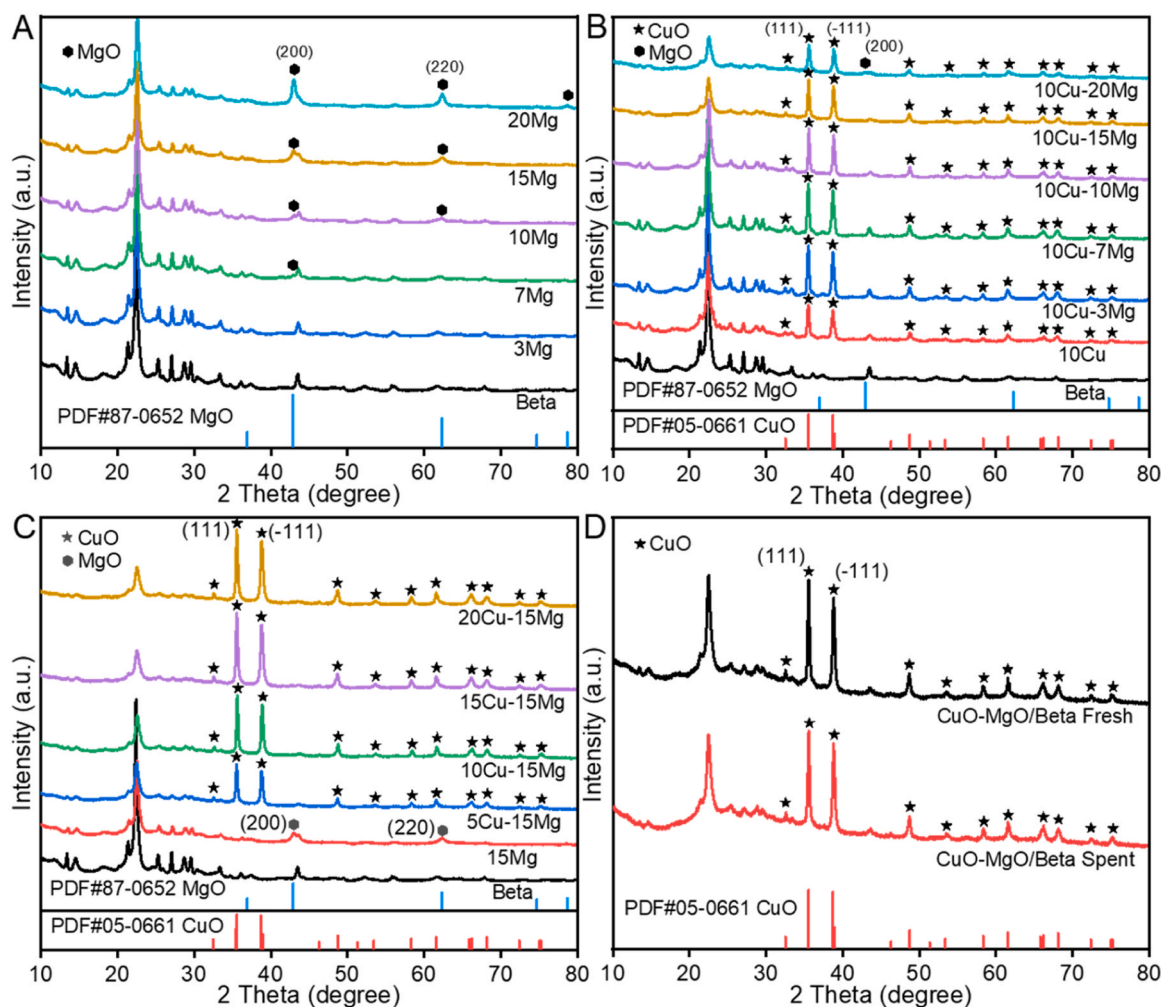 A
⬢MgO
(200)
(220)
20Mg
15Mg
10Mg
7Mg
3Mg
Beta
PDF#87-0652 MgO
Intensity (a.u.)
10 20 30 40 50 60 70 80
2 Theta (degree)
B
★CuO
⬢MgO
(111)
(-111)
(200)
10Cu-20Mg
10Cu-15Mg
10Cu-10Mg
10Cu-7Mg
10Cu-3Mg
10Cu
Beta
PDF#87-0652 MgO
PDF#05-0661 CuO
Intensity (a.u.)
10 20 30 40 50 60 70 80
2 Theta (degree)
C
★CuO
⬢MgO
(111)
(-111)
20Cu-15Mg
15Cu-15Mg
10Cu-15Mg
5Cu-15Mg
(200)
(220)
15Mg
Beta
PDF#87-0652 MgO
PDF#05-0661 CuO
Intensity (a.u.)
10 20 30 40 50 60 70 80
2 Theta (degree)
D
★CuO
(111)
(-111)
CuO-MgO/Beta Fresh
CuO-MgO/Beta Spent
PDF#05-0661 CuO
Intensity (a.u.)
10 20 30 40 50 60 70 80
2 Theta (degree)